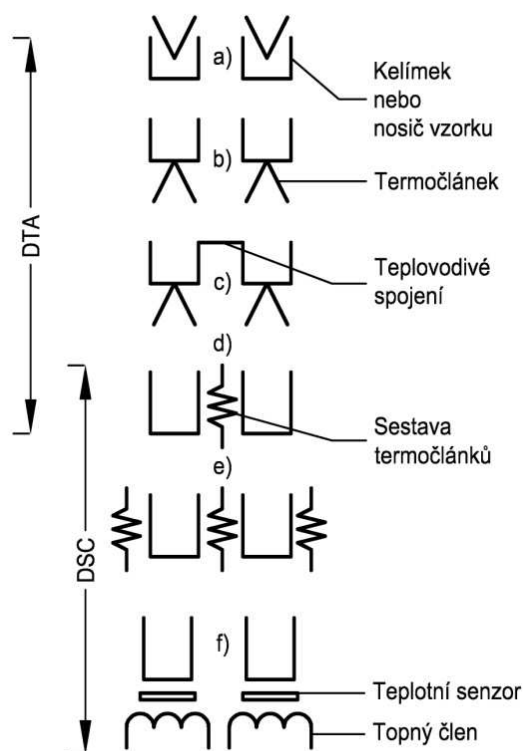 a)
Kelímek
nebo
nosič vzorku
b)
Termočlánek
DTA
c)
Teplovodivé
spojení
d)
Sestava
termočlánků
e)
DSC
f)
Teplotní senzor
Topný člen